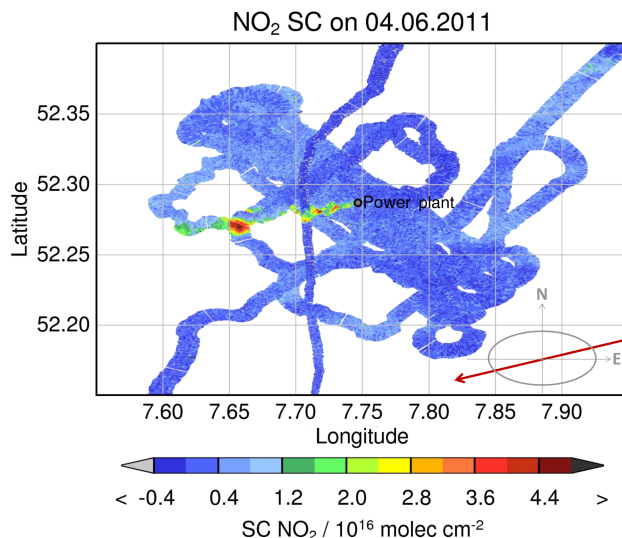 NO₂ SC on 04.06.2011
52.35
52.30
52.25
52.20
Latitude
Power plant
N
E
7.60 7.65 7.70 7.75 7.80 7.85 7.90
Longitude
< -0.4 0.4 1.2 2.0 2.8 3.6 4.4 >
SC NO₂ / 10¹⁶ molec cm⁻²